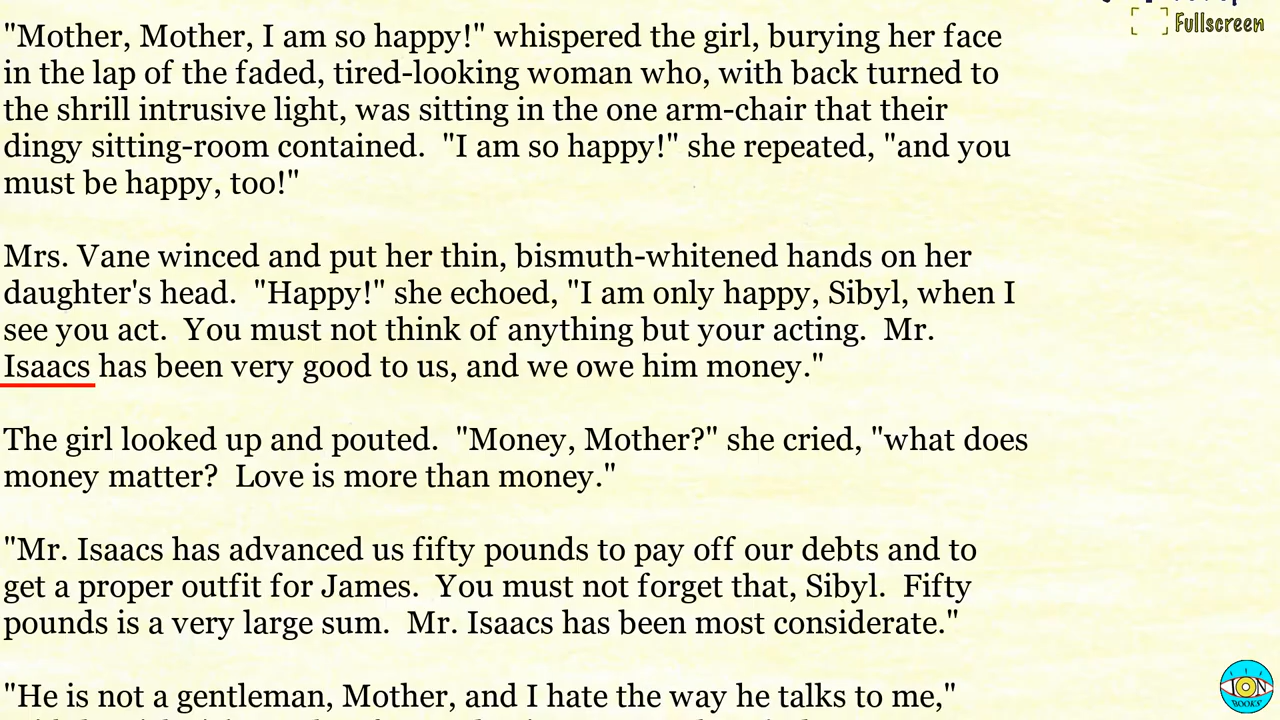 Fullscreen
"Mother, Mother, I am so happy!" whispered the girl, burying her face
in the lap of the faded, tired-looking woman who, with back turned to
the shrill intrusive light, was sitting in the one arm-chair that their
dingy sitting-room contained.  "I am so happy!" she repeated, "and you
must be happy, too!"
Mrs. Vane winced and put her thin, bismuth-whitened hands on her
daughter's head.  "Happy!" she echoed, "I am only happy, Sibyl, when I
see you act.  You must not think of anything but your acting.  Mr.
Isaacs has been very good to us, and we owe him money."
The girl looked up and pouted.  "Money, Mother?" she cried, "what does
money matter?  Love is more than money."
"Mr. Isaacs has advanced us fifty pounds to pay off our debts and to
get a proper outfit for James.  You must not forget that, Sibyl.  Fifty
pounds is a very large sum.  Mr. Isaacs has been most considerate."
"He is not a gentleman, Mother, and I hate the way he talks to me,"
ION
BOOKS